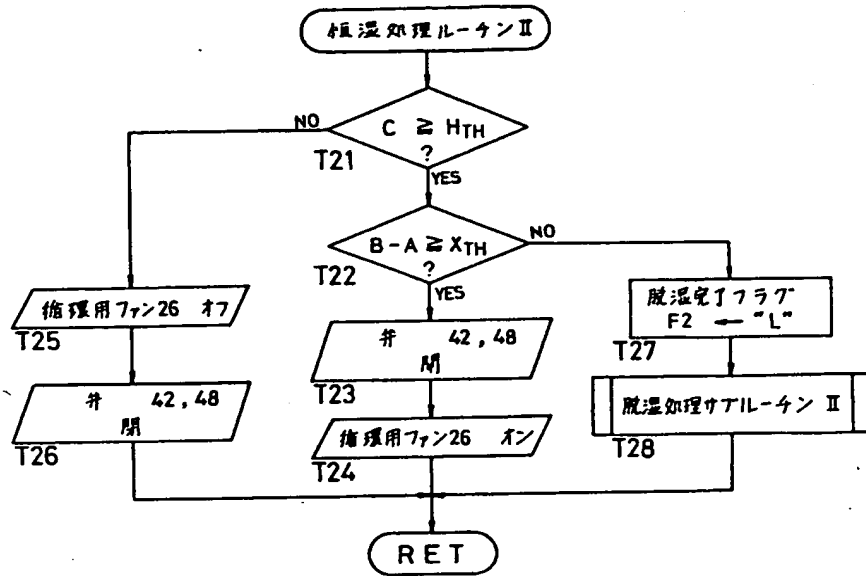 恒湿処理ルーチンⅡ
C ≧ HTH
?
NO
T21
YES
B-A ≧ XTH
?
NO
T22
YES
循環用ファン26 オフ
T25
弁 42,48
開
T23
脱湿完了フラグ
F2 ← "L"
T27
弁 42,48
閉
T26
循環用ファン26 オン
T24
脱湿処理サブルーチン Ⅱ
T28
RET